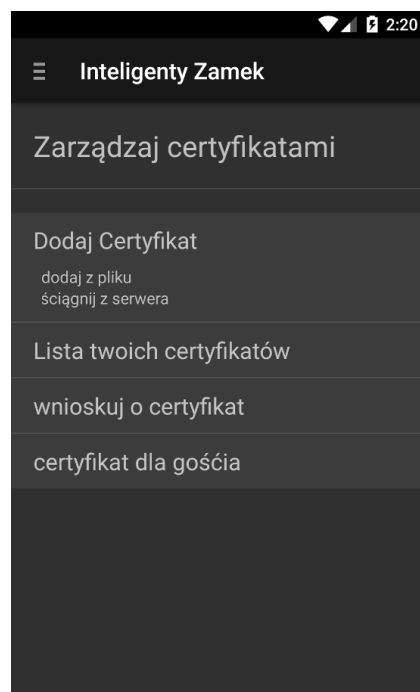 2:20
Inteligenty Zamek
Zarządzaj certyfikatami
Dodaj Certyfikat
dodaj z pliku
ściągnij z serwera
Lista twoich certyfikatów
wnioskuj o certyfikat
certyfikat dla gośćia